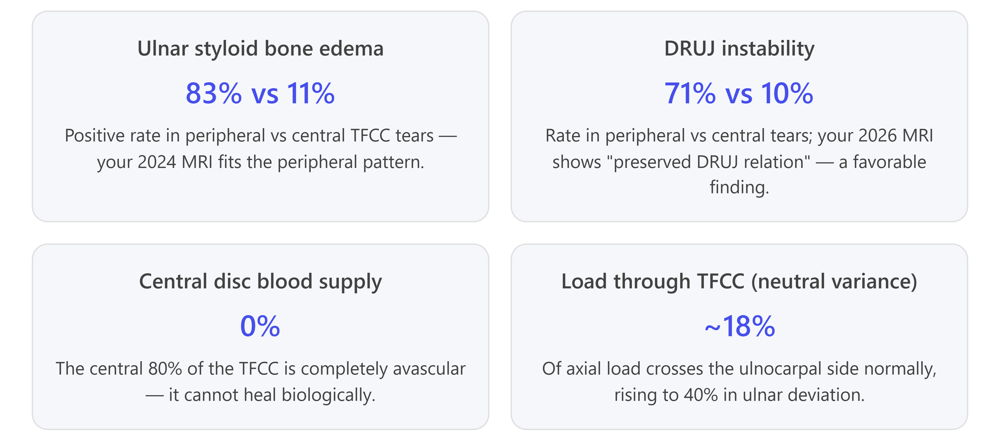 Ulnar styloid bone edema
83% vs 11%
Positive rate in peripheral vs central TFCC tears —
your 2024 MRI fits the peripheral pattern.
DRUJ instability
71% vs 10%
Rate in peripheral vs central tears; your 2026 MRI
shows "preserved DRUJ relation" — a favorable
finding.
Central disc blood supply
0%
The central 80% of the TFCC is completely avascular
— it cannot heal biologically.
Load through TFCC (neutral variance)
~18%
Of axial load crosses the ulnocarpal side normally,
rising to 40% in ulnar deviation.